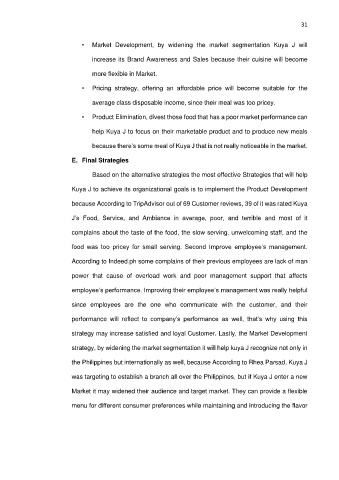 31
• Market Development, by widening the market segmentation Kuya J will
increase its Brand Awareness and Sales because their cuisine will become
more flexible in Market.
• Pricing strategy, offering an affordable price will become suitable for the
average class disposable income, since their meal was too pricey.
• Product Elimination, divest those food that has a poor market performance can
help Kuya J to focus on their marketable product and to produce new meals
because there's some meal of Kuya J that is not really noticeable in the market.
E. Final Strategies
Based on the alternative strategies the most effective Strategies that will help
Kuya J to achieve its organizational goals is to implement the Product Development
because According to TripAdvisor out of 69 Customer reviews, 39 of it was rated Kuya
J's Food, Service, and Ambiance in average, poor, and terrible and most of it
complains about the taste of the food, the slow serving, unwelcoming staff, and the
food was too pricey for small serving. Second Improve employee's management.
According to Indeed.ph some complains of their previous employees are lack of man
power that cause of overload work and poor management support that affects
employee's performance. Improving their employee's management was really helpful
since employees are the one who communicate with the customer, and their
performance will reflect to company's performance as well, that's why using this
strategy may increase satisfied and loyal Customer. Lastly, the Market Development
strategy, by widening the market segmentation it will help kuya J recognize not only in
the Philippines but internationally as well, because According to Rhea Parsad, Kuya J
was targeting to establish a branch all over the Philippines, but if Kuya J enter a new
Market it may widened their audience and target market. They can provide a flexible
menu for different consumer preferences while maintaining and introducing the flavor